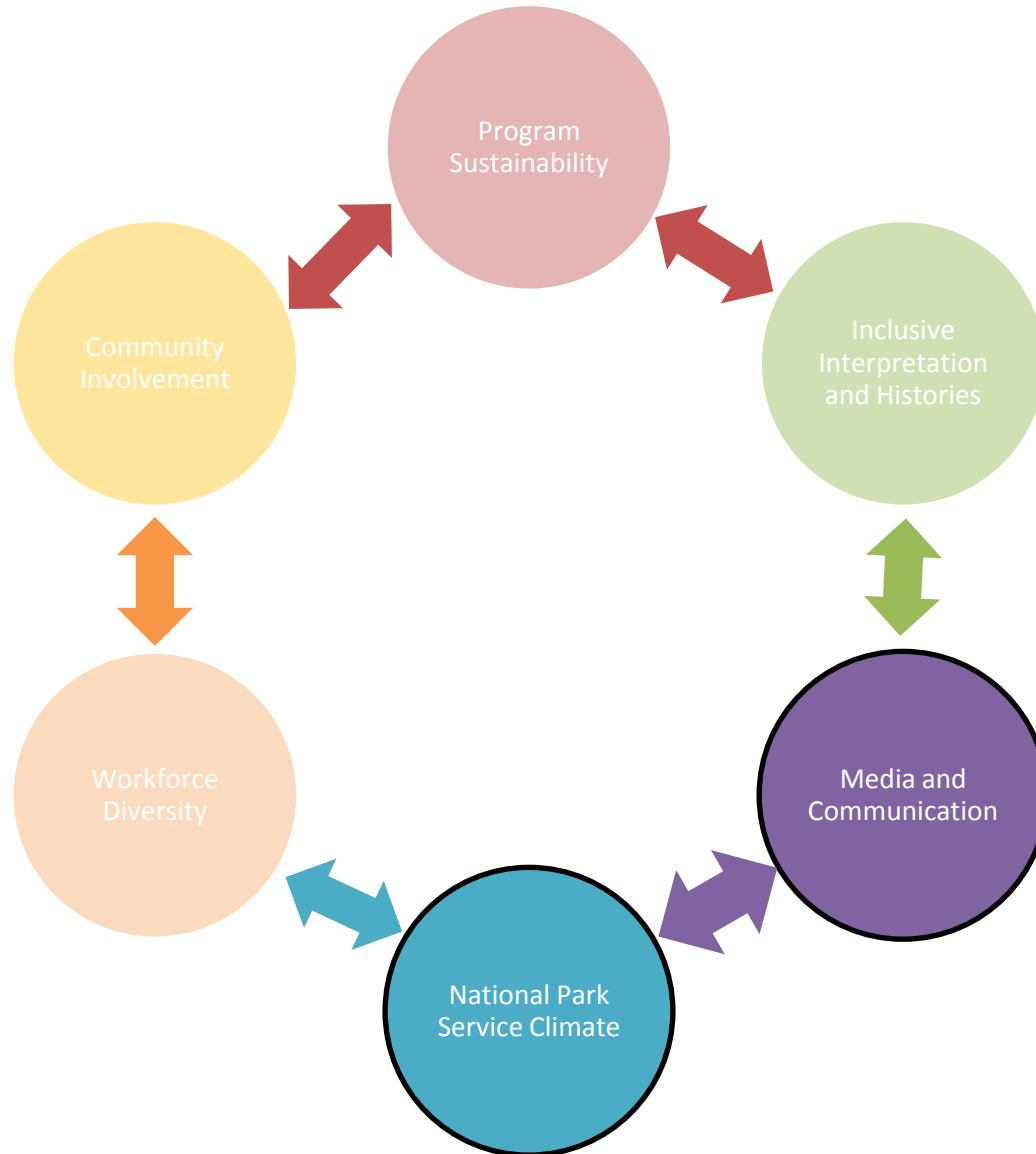 Program
Sustainability
Inclusive
Interpretation
and Histories
Media and
Communication
National Park
Service Climate
Workforce
Diversity
Community
Involvement